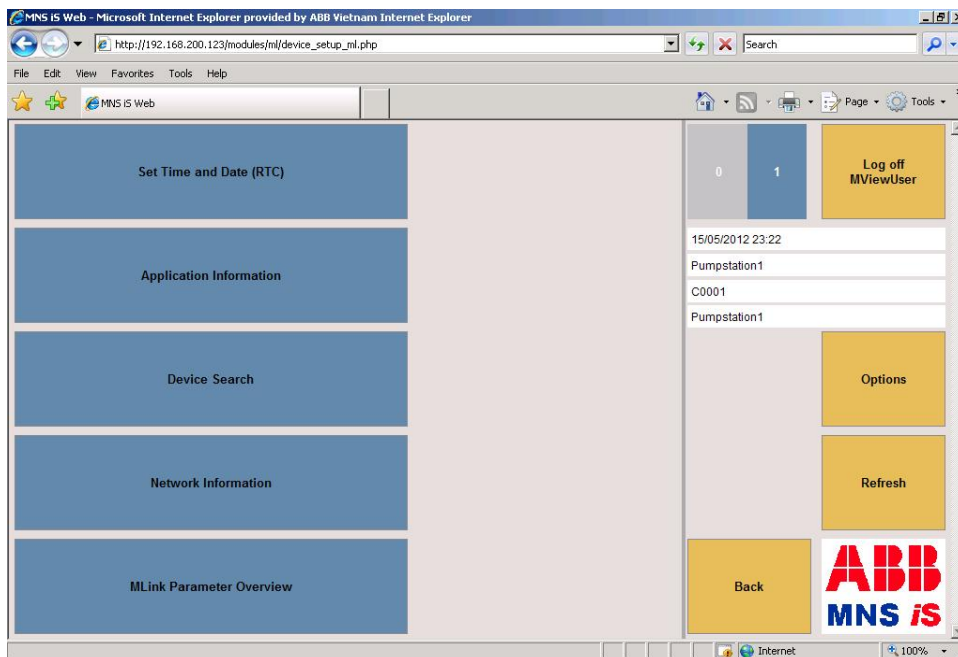 MNS iS Web - Microsoft Internet Explorer provided by ABB Vietnam Internet Explorer
http://192.168.200.123/modules/ml/device_setup_ml.php
Search
File Edit View Favorites Tools Help
MNS iS Web
Page Tools
Set Time and Date (RTC)
0
1
Log off
MViewUser
15/05/2012 23:22
Application Information
Pumpstation1
C0001
Pumpstation1
Device Search
Options
Network Information
Refresh
MLink Parameter Overview
Back
ABB
MNS iS
Internet
100%